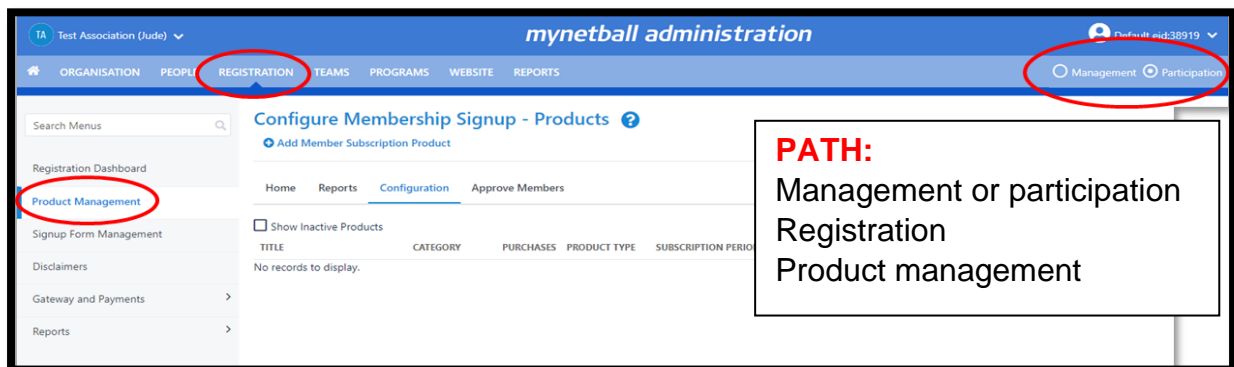 TA Test Association (Jude)
mynetball administration
Default eid:38919
ORGANISATION PEOPLE REGISTRATION TEAMS PROGRAMS WEBSITE REPORTS
Management Participation
Search Menus
Registration Dashboard
Product Management
Signup Form Management
Disclaimers
Gateway and Payments
Reports
Configure Membership Signup - Products ?
Add Member Subscription Product
Home Reports Configuration Approve Members
Show Inactive Products
TITLE CATEGORY PURCHASES PRODUCT TYPE SUBSCRIPTION
No records to display.
PATH:
Management or participation
Registration
Product management